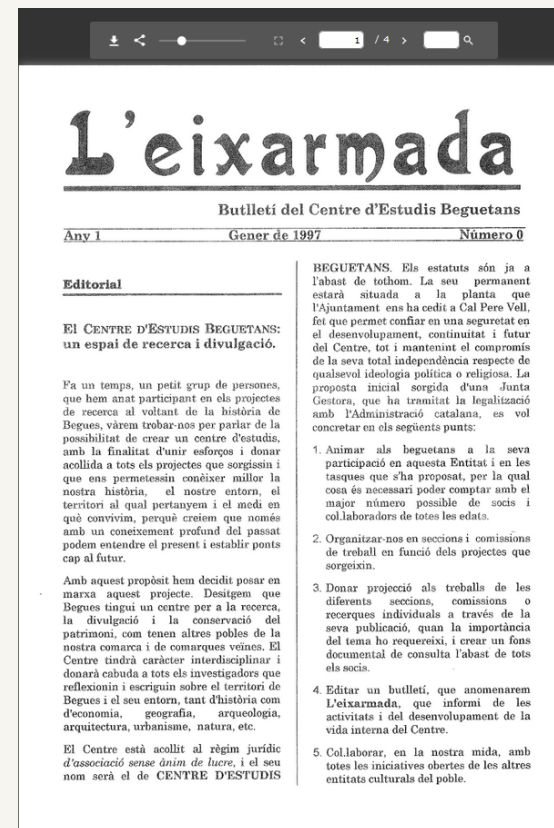 1 / 4
L'eixarmada
Butlletí del Centre d'Estudis Beguetans
Any 1 Gener de 1997 Número 0
Editorial
EL CENTRE D'ESTUDIS BEGUETANS:
un espai de recerca i divulgació.
Fa un temps, un petit grup de persones,
que hem anat participant en els projectes
de recerca al voltant de la història de
Begues, vàrem trobar-nos per parlar de la
possibilitat de crear un centre d'estudis,
amb la finalitat d'unir esforços i donar
acollida a tots els projectes que sorgissin i
que ens permetessin conèixer millor la
nostra història, el nostre entorn, el
territori al qual pertanyem i el medi en
què convivim, perquè creiem que només
amb un coneixement profund del passat
podem entendre el present i establir ponts
cap al futur.
Amb aquest propòsit hem decidit posar en
marxa aquest projecte. Desitgem que
Begues tingui un centre per a la recerca,
la divulgació i la conservació del
patrimoni, com tenen altres pobles de la
nostra comarca i de comarques veïnes. El
Centre tindrà caràcter interdisciplinar i
donarà cabuda a tots els investigadors que
reflexionin i escriguin sobre el territori de
Begues i el seu entorn, tant d'història com
d'economia, geografia, arqueologia,
arquitectura, urbanisme, natura, etc.
El Centre està acollit al règim jurídic
d'associació sense ànim de lucre, i el seu
nom serà el de CENTRE D'ESTUDIS
BEGUETANS. Els estatuts són ja a
l'abast de tothom. La seu permanent
estarà situada a la planta que
l'Ajuntament ens ha cedit a Cal Pere Vell,
fet que permet confiar en una seguretat en
el desenvolupament, continuïtat i futur
del Centre, tot i mantenint el compromís
de la seva total independència respecte de
qualsevol ideologia política o religiosa. La
proposta inicial sorgida d'una Junta
Gestora, que ha tramitat la legalització
amb l'Administració catalana, es vol
concretar en els següents punts:
1. Animar als beguetans a la seva
participació en aquesta Entitat i en les
tasques que s'ha proposat, per la qual
cosa és necessari poder comptar amb el
major número possible de socis i
col.laboradors de totes les edats.
2. Organitzar-nos en seccions i comissions
de treball en funció dels projectes que
sorgeixin.
3. Donar projecció als treballs de les
diferents seccions, comissions o
recerques individuals a través de la
seva publicació, quan la importància
del tema ho requereixi, i crear un fons
documental de consulta l'abast de tots
els socis.
4. Editar un butlletí, que anomenarem
L'eixarmada, que informi de les
activitats i del desenvolupament de la
vida interna del Centre.
5. Col.laborar, en la nostra mida, amb
totes les iniciatives obertes de les altres
entitats culturals del poble.